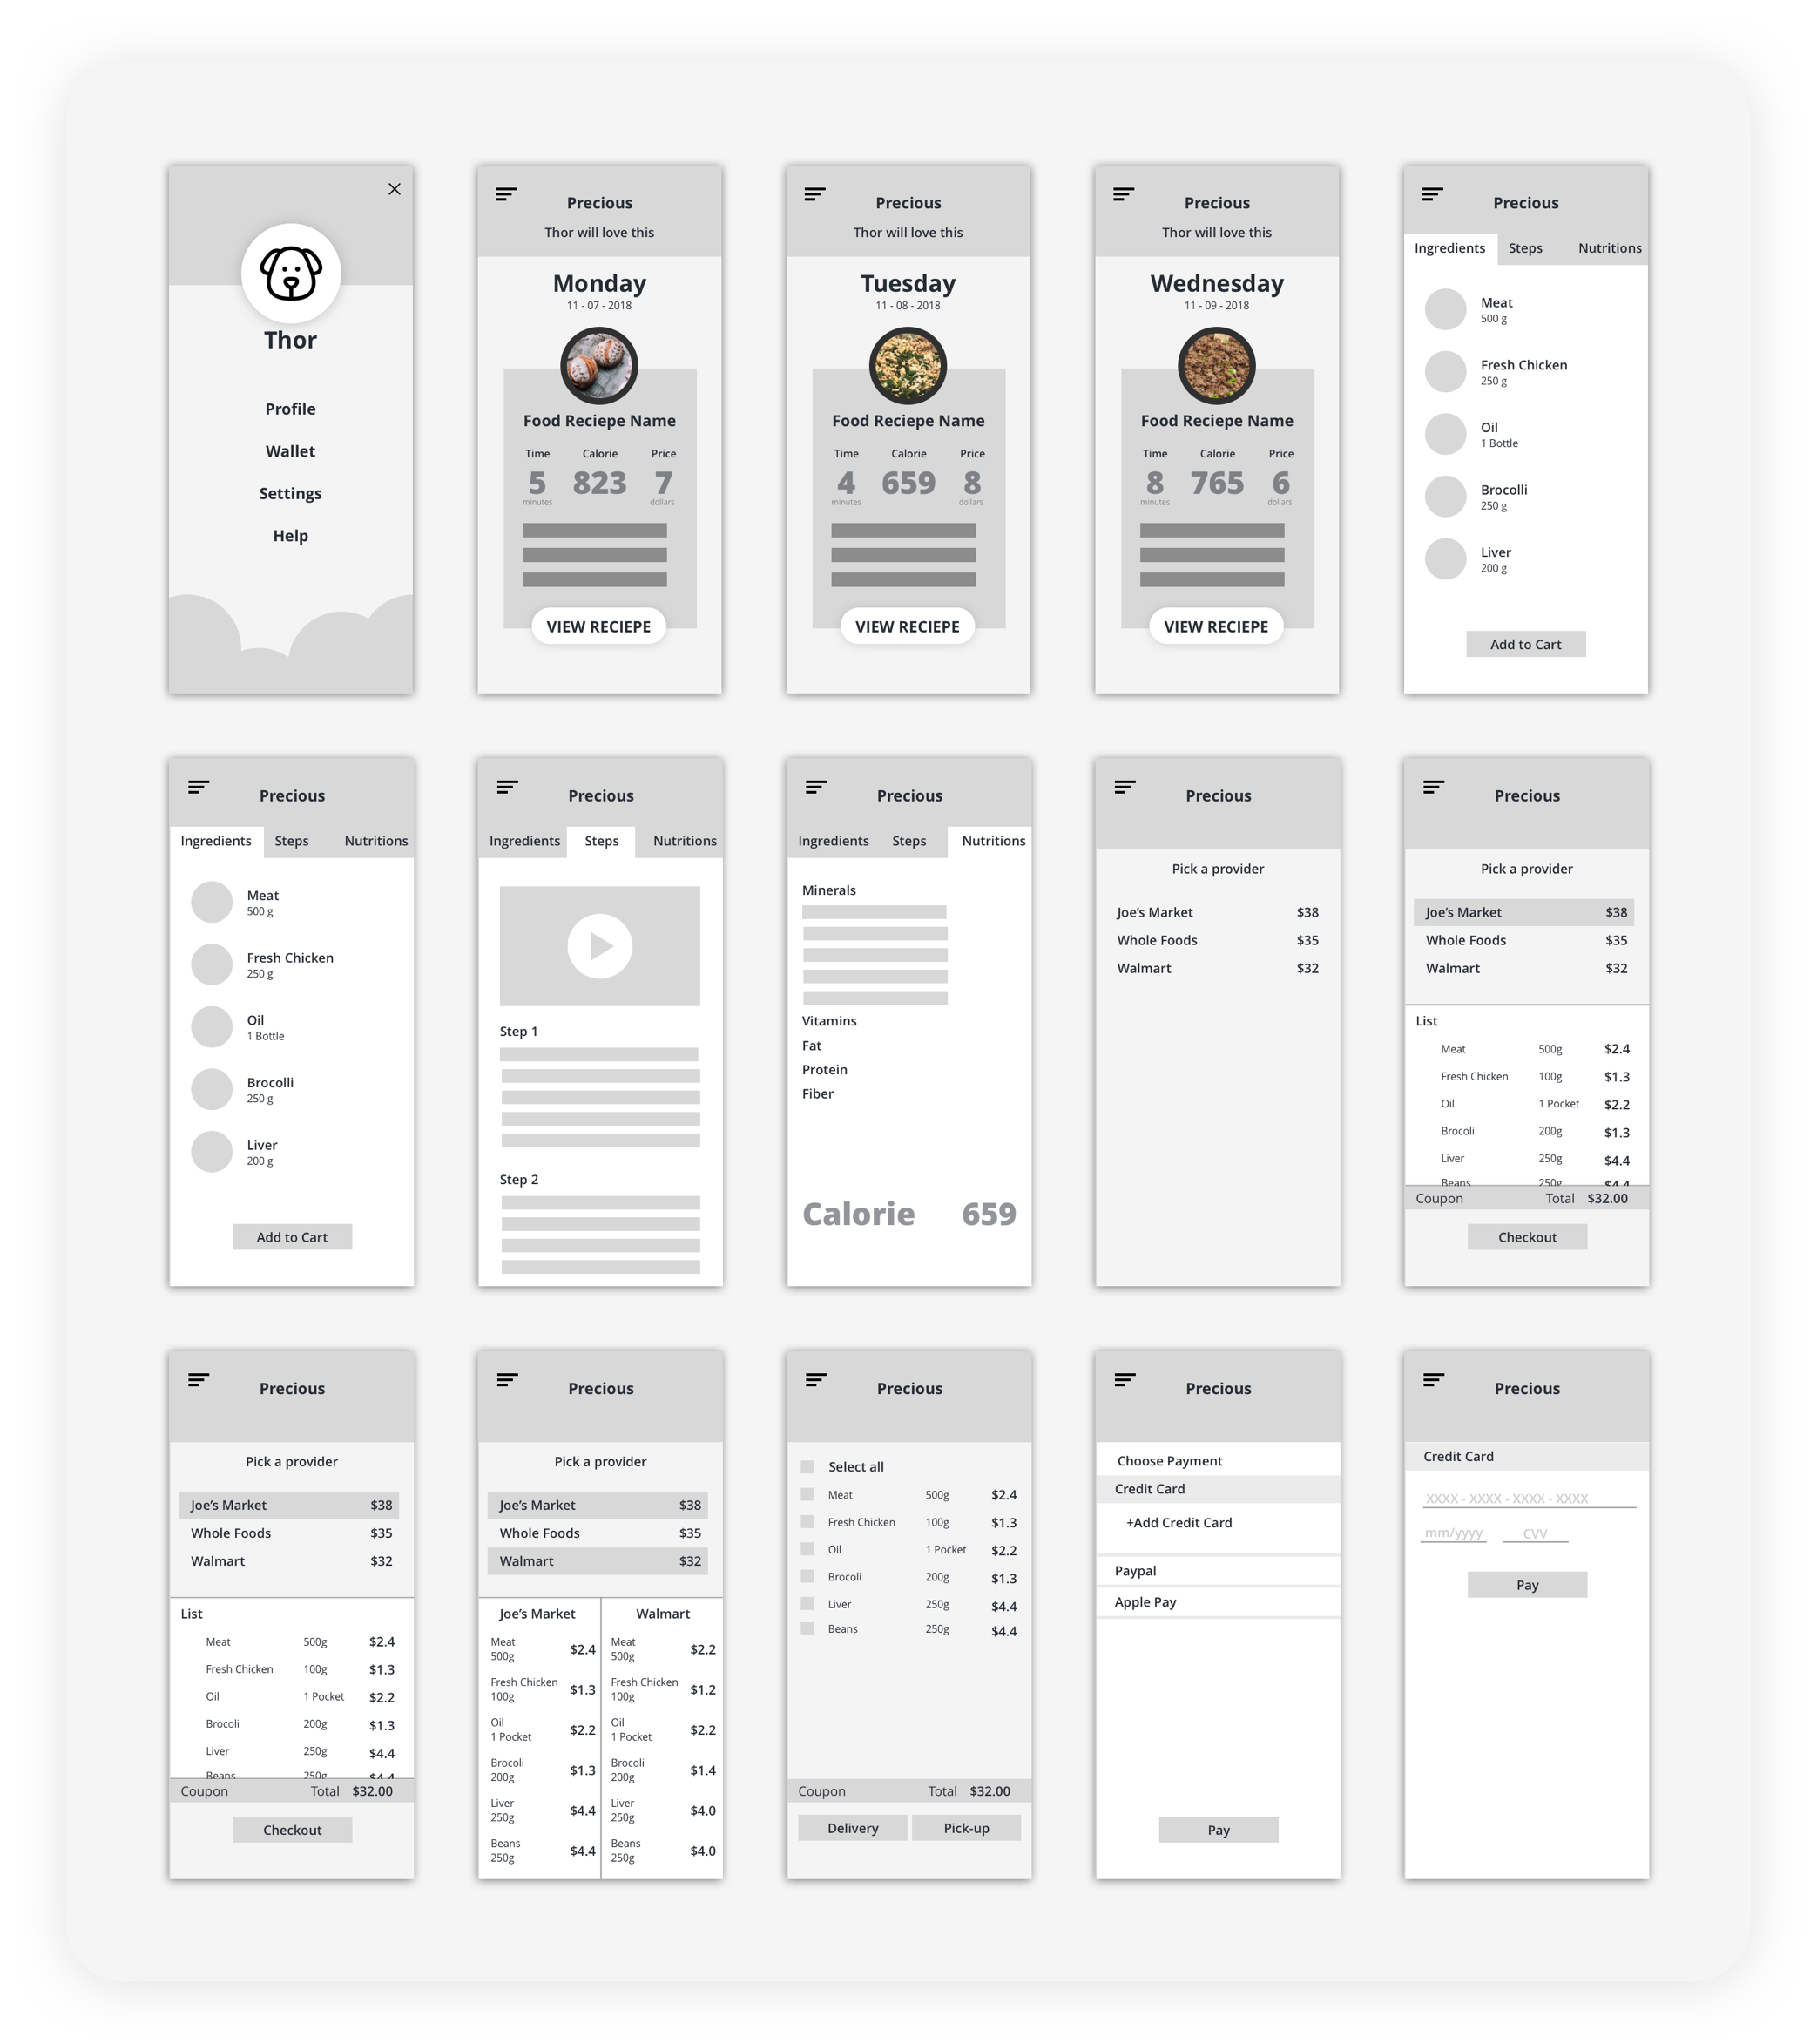 Thor
Profile
Wallet
Settings
Help
Precious
Thor will love this
Monday
11 - 07 - 2018
Food Reciepe Name
Time Calorie Price
5 823 7
minutes dollars
VIEW RECIEPE
Precious
Thor will love this
Tuesday
11 - 08 - 2018
Food Reciepe Name
Time Calorie Price
4 659 8
minutes dollars
VIEW RECIEPE
Precious
Thor will love this
Wednesday
11 - 09 - 2018
Food Reciepe Name
Time Calorie Price
8 765 6
minutes dollars
VIEW RECIEPE
Precious
Ingredients Steps Nutritions
Meat
500 g
Fresh Chicken
250 g
Oil
1 Bottle
Brocolli
250 g
Liver
200 g
Add to Cart
Precious
Ingredients Steps Nutritions
Meat
500 g
Fresh Chicken
250 g
Oil
1 Bottle
Brocolli
250 g
Liver
200 g
Add to Cart
Precious
Ingredients Steps Nutritions
Step 1
Step 2
Precious
Ingredients Steps Nutritions
Minerals
Vitamins
Fat
Protein
Fiber
Calorie 659
Precious
Pick a provider
Joe's Market $38
Whole Foods $35
Walmart $32
Precious
Pick a provider
Joe's Market $38
Whole Foods $35
Walmart $32
List
Meat 500g $2.4
Fresh Chicken 100g $1.3
Oil 1 Pocket $2.2
Brocoli 200g $1.3
Liver 250g $4.4
Beans 250g $4.4
Coupon Total $32.00
Checkout
Precious
Pick a provider
Joe's Market $38
Whole Foods $35
Walmart $32
List
Meat 500g $2.4
Fresh Chicken 100g $1.3
Oil 1 Pocket $2.2
Brocoli 200g $1.3
Liver 250g $4.4
Beans 250g $4.4
Coupon Total $32.00
Checkout
Precious
Pick a provider
Joe's Market $38
Whole Foods $35
Walmart $32
Joe's Market Walmart
Meat $2.4 Meat $2.2
500g 500g
Fresh Chicken $1.3 Fresh Chicken $1.2
100g 100g
Oil $2.2 Oil $2.2
1 Pocket 1 Pocket
Brocoli $1.3 Brocoli $1.4
200g 200g
Liver $4.4 Liver $4.0
250g 250g
Beans $4.4 Beans $4.0
250g 250g
Precious
Select all
Meat 500g $2.4
Fresh Chicken 100g $1.3
Oil 1 Pocket $2.2
Brocoli 200g $1.3
Liver 250g $4.4
Beans 250g $4.4
Coupon Total $32.00
Delivery Pick-up
Precious
Choose Payment
Credit Card
+Add Credit Card
Paypal
Apple Pay
Pay
Precious
Credit Card
XXXX - XXXX - XXXX - XXXX
mm/yyyy CVV
Pay